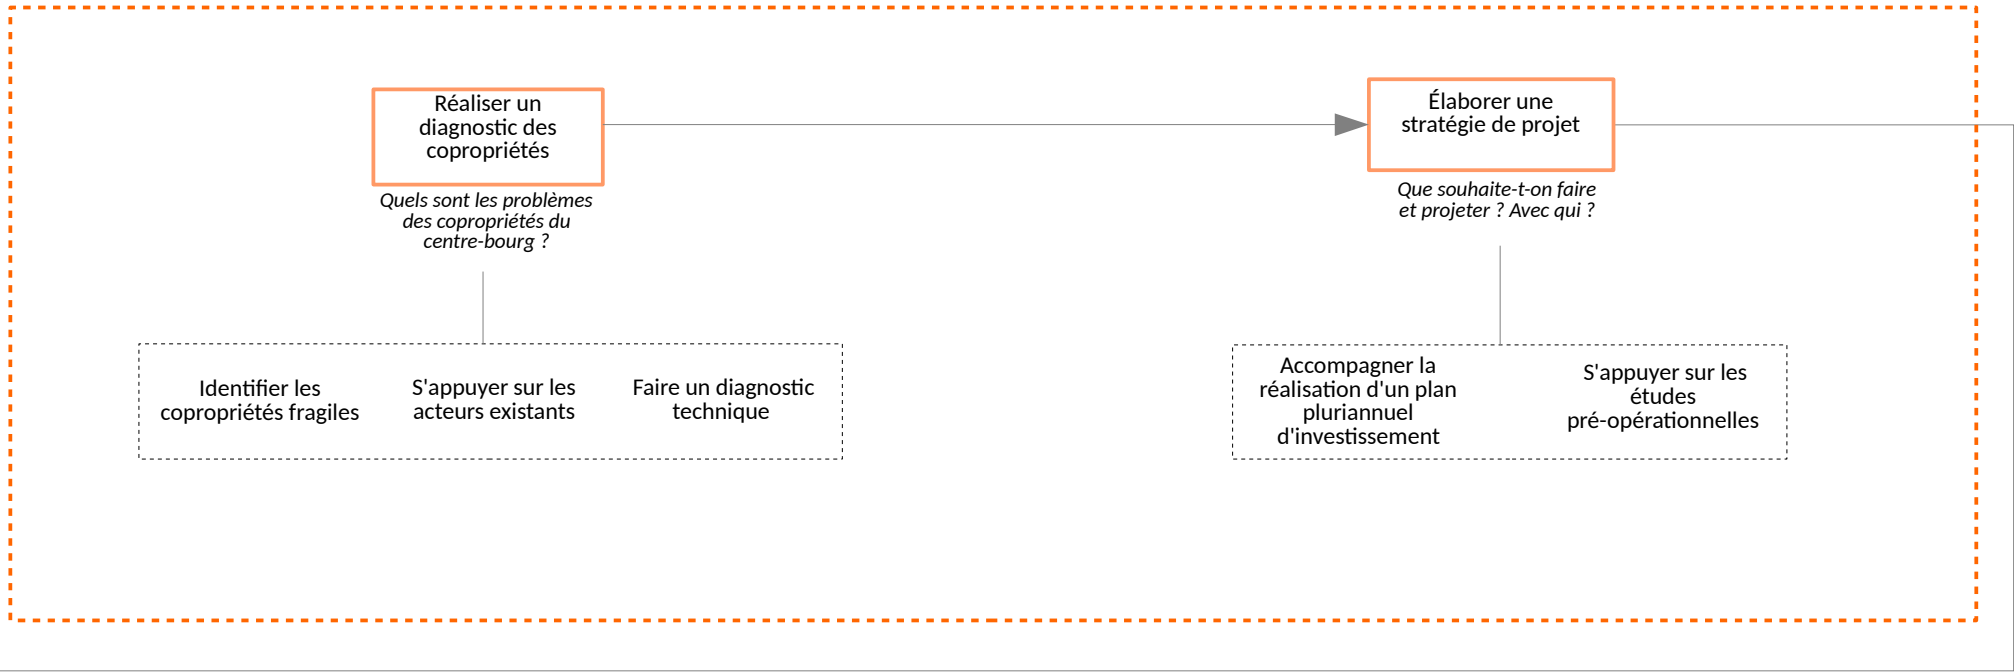 Réaliser un
diagnostic des
copropriétés
Quels sont les problèmes
des copropriétés du
centre-bourg ?
Identifier les
copropriétés fragiles
S'appuyer sur les
acteurs existants
Faire un diagnostic
technique
Élaborer une
stratégie de projet
Que souhaite-t-on faire
et projeter ? Avec qui ?
Accompagner la
réalisation d'un plan
pluriannuel
d'investissement
S'appuyer sur les
études
pré-opérationnelles